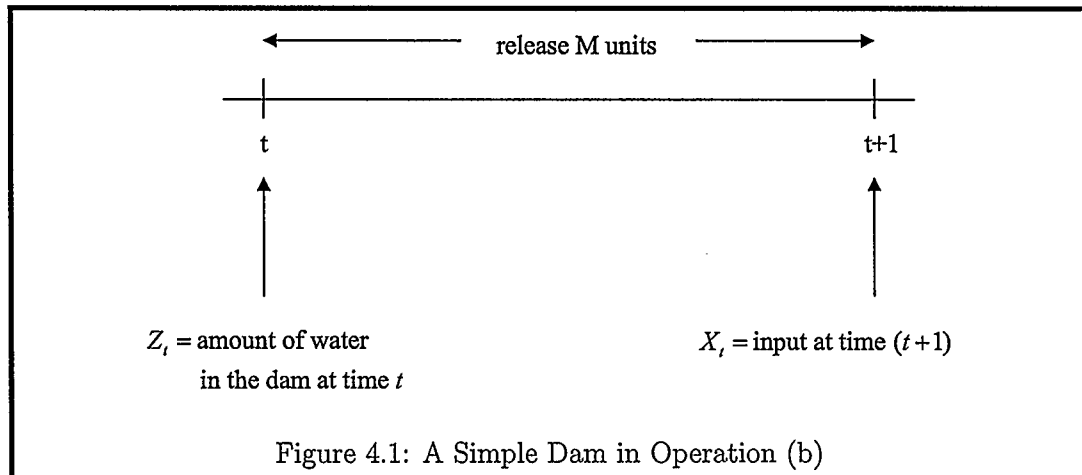 release M units
t
t+1
Z_t = amount of water
in the dam at time t
X_t = input at time (t+1)
Figure 4.1: A Simple Dam in Operation (b)